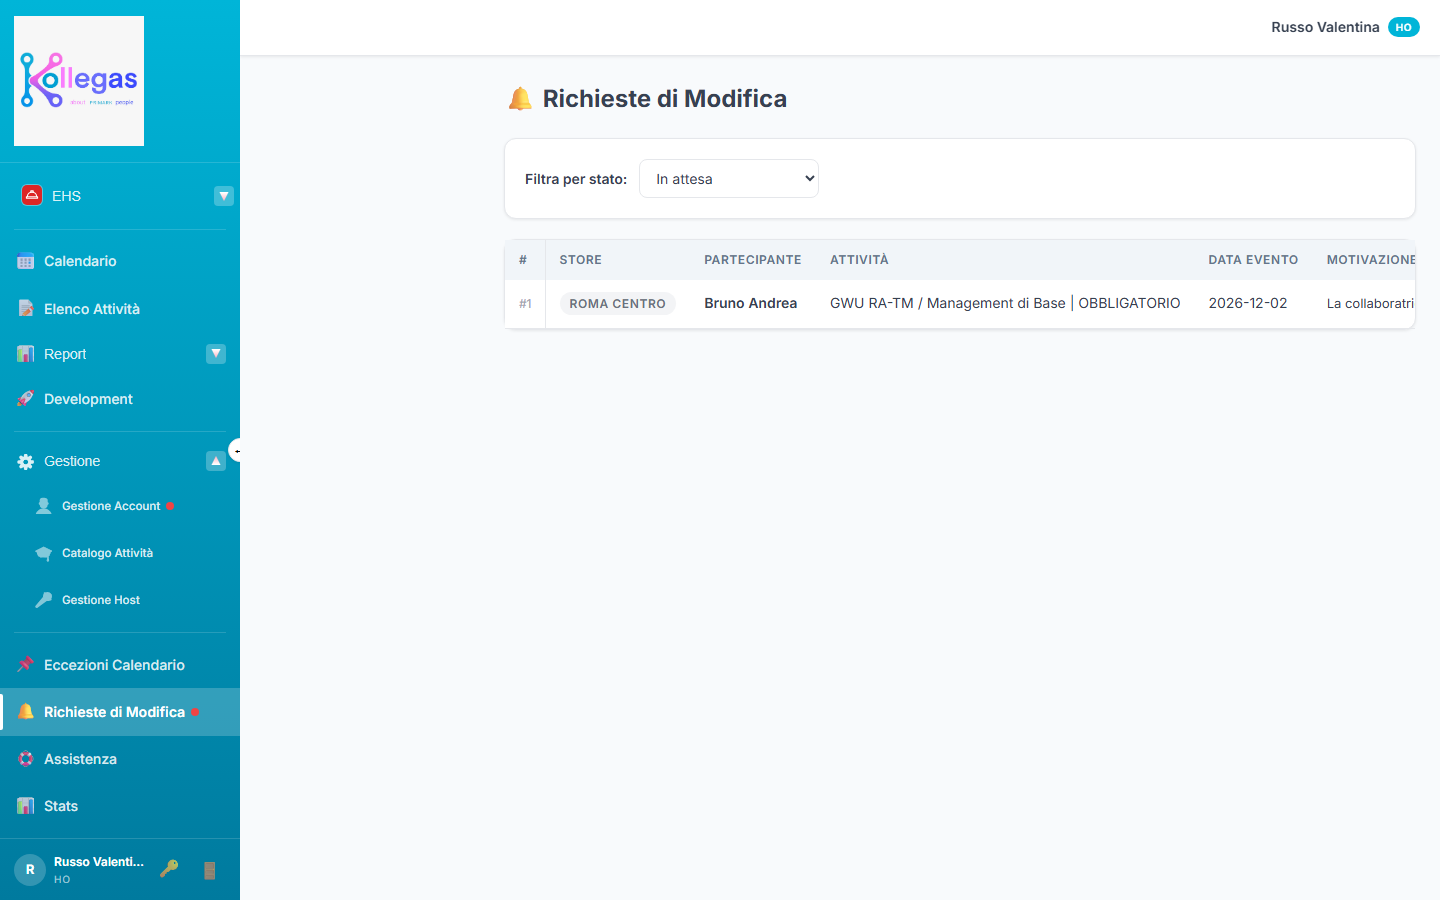 Kollegas
about PRIMARK people
EHS
Calendario
Elenco Attività
Report
Development
Gestione
Gestione Account
Catalogo Attività
Gestione Host
Eccezioni Calendario
Richieste di Modifica
Assistenza
Stats
R
Russo Valenti...
HO
Russo Valentina HO
Richieste di Modifica
Filtra per stato: In attesa
# STORE PARTECIPANTE ATTIVITÀ DATA EVENTO MOTIVAZIONE
#1 ROMA CENTRO Bruno Andrea GWU RA-TM / Management di Base | OBBLIGATORIO 2026-12-02 La collaboratri